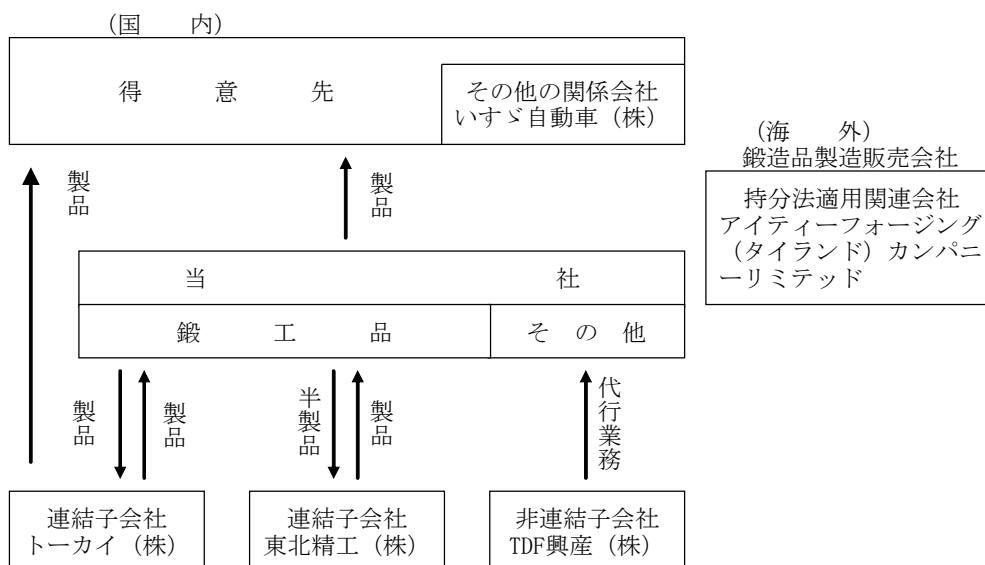 (国 内)
得 意 先
その他の関係会社
いすゞ自動車(株)
(海 外)
鍛造品製造販売会社
持分法適用関連会社
アイティーフォージング
(タイランド)カンパニ
ーリミテッド
製品
製品
当 社
鍛 工 品
そ の 他
製品
製品
半製品
製品
代行業務
連結子会社
トーカイ(株)
連結子会社
東北精工(株)
非連結子会社
TDF興産(株)